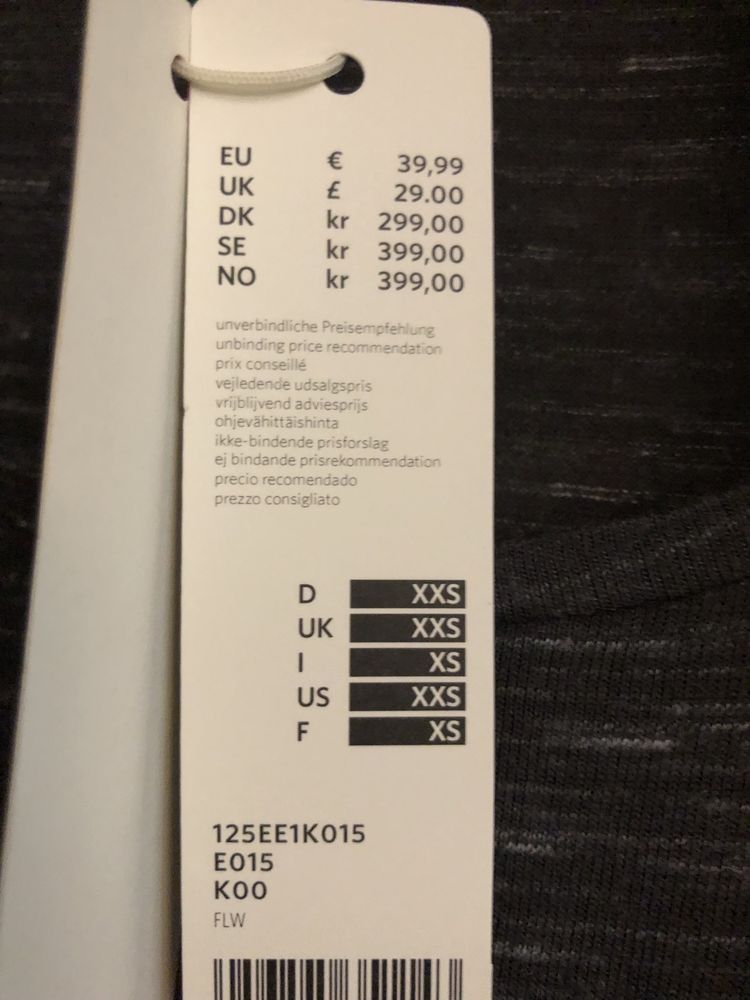 EU € 39,99
UK £ 29.00
DK kr 299,00
SE kr 399,00
NO kr 399,00
unverbindliche Preisempfehlung
unbinding price recommendation
prix conseillé
vejledende udsalgspris
vrijblijvend adviesprijs
ohjevähittäishinta
ikke-bindende prisforslag
ej bindande prisrekommendation
precio recomendado
prezzo consigliato
D XXS
UK XXS
I XS
US XXS
F XS
125EE1K015
E015
K00
FLW